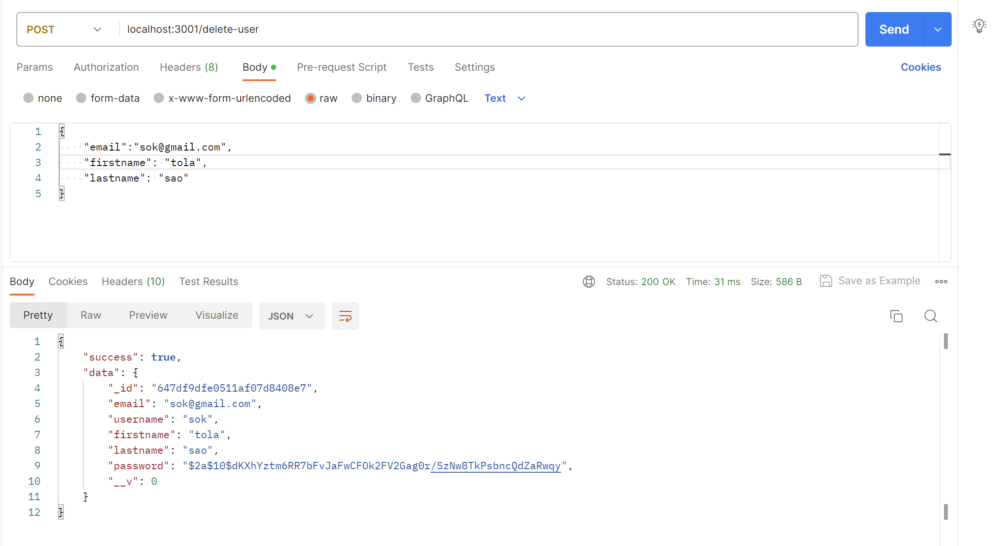 POST localhost:3001/delete-user Send
Params Authorization Headers (8) Body Pre-request Script Tests Settings Cookies
none form-data x-www-form-urlencoded raw binary GraphQL Text
1 {
2 "email":"sok@gmail.com",
3 "firstname": "tola",
4 "lastname": "sao"
5 }
Body Cookies Headers (10) Test Results Status: 200 OK Time: 31 ms Size: 586 B Save as Example
Pretty Raw Preview Visualize JSON
1 {
2 "success": true,
3 "data": {
4 "_id": "647df9dfe0511af07d8408e7",
5 "email": "sok@gmail.com",
6 "username": "sok",
7 "firstname": "tola",
8 "lastname": "sao",
9 "password": "$2a$10$dKXhYztm6RR7bFvJaFwCFOk2FV2Gag0r/SzNw8TkPsbncQdZaRwqy",
10 "__v": 0
11 }
12 }